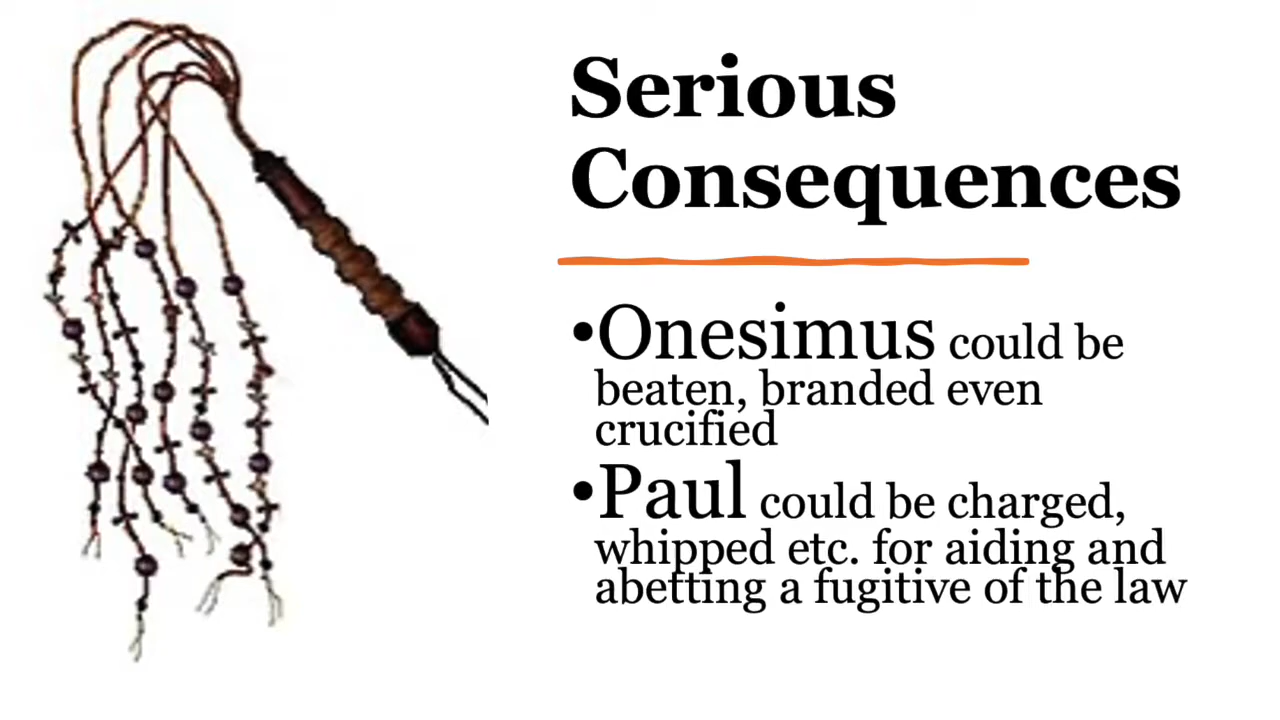 Serious
Consequences
•Onesimus could be
beaten, branded even
crucified
•Paul could be charged,
whipped etc. for aiding and
abetting a fugitive of the law